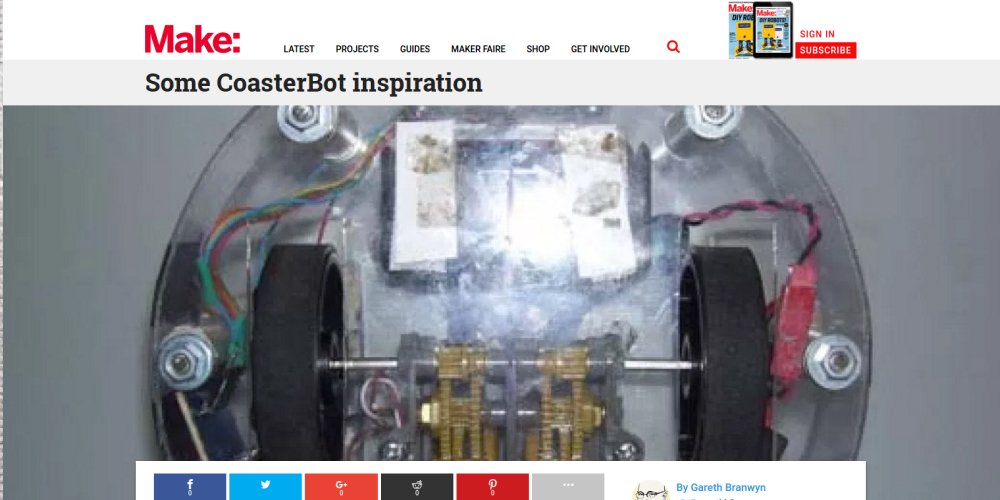 Make:
LATEST PROJECTS GUIDES MAKER FAIRE SHOP GET INVOLVED
Make:
DIY ROBOTS!
SIGN IN
SUBSCRIBE
Some CoasterBot inspiration
0 G+ 0 0 0
By Gareth Branwyn